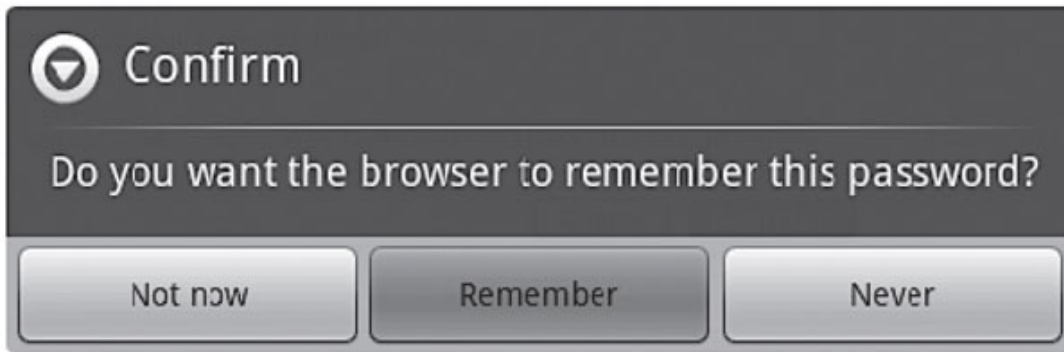 Confirm
Do you want the browser to remember this password?
Not now Remember Never